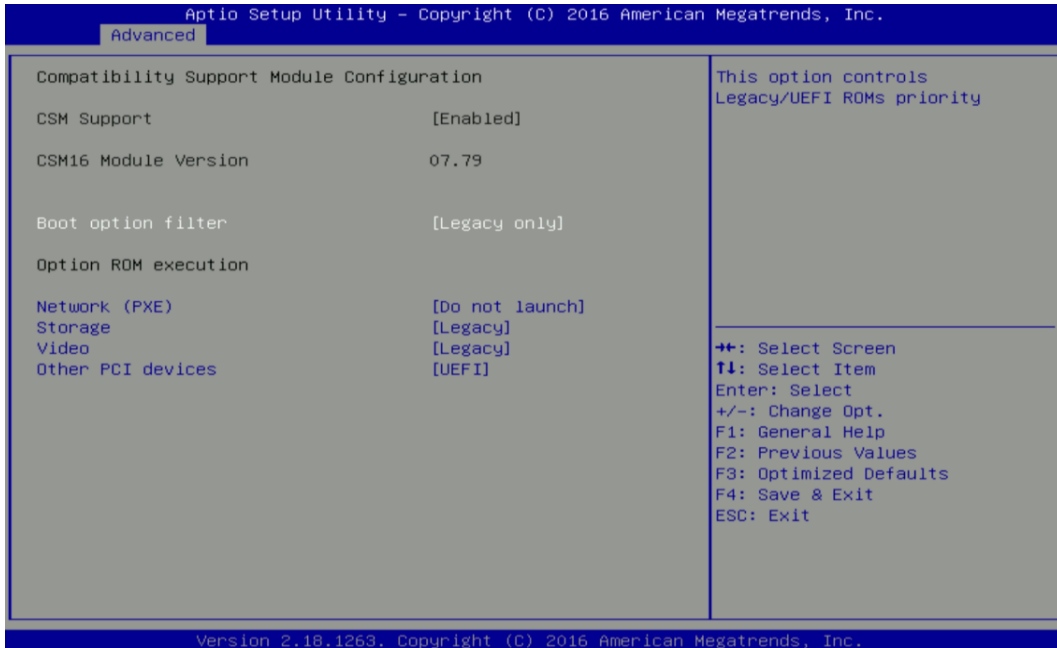 Aptio Setup Utility – Copyright (C) 2016 American Megatrends, Inc.
Advanced
Compatibility Support Module Configuration
CSM Support [Enabled]
CSM16 Module Version 07.79
Boot option filter [Legacy only]
Option ROM execution
Network (PXE) [Do not launch]
Storage [Legacy]
Video [Legacy]
Other PCI devices [UEFI]
This option controls
Legacy/UEFI ROMs priority
→←: Select Screen
↑↓: Select Item
Enter: Select
+/-: Change Opt.
F1: General Help
F2: Previous Values
F3: Optimized Defaults
F4: Save & Exit
ESC: Exit
Version 2.18.1263. Copyright (C) 2016 American Megatrends, Inc.